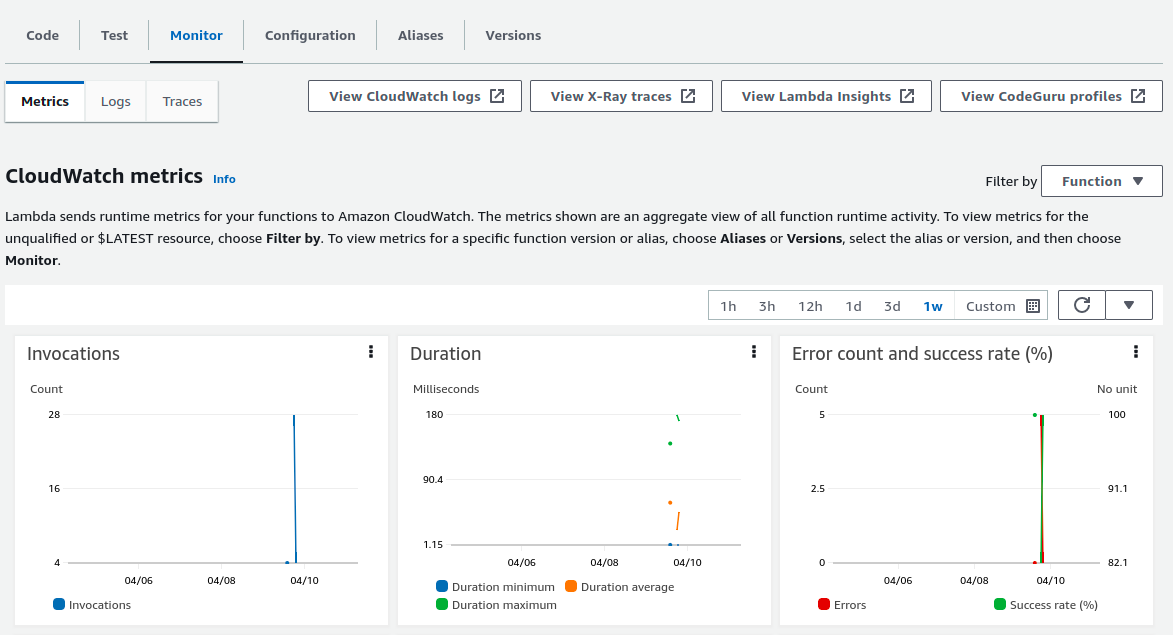 Code Test Monitor Configuration Aliases Versions
Metrics Logs Traces View CloudWatch logs View X-Ray traces View Lambda Insights View CodeGuru profiles
CloudWatch metrics Info
Filter by Function
Lambda sends runtime metrics for your functions to Amazon CloudWatch. The metrics shown are an aggregate view of all function runtime activity. To view metrics for the
unqualified or $LATEST resource, choose Filter by. To view metrics for a specific function version or alias, choose Aliases or Versions, select the alias or version, and then choose
Monitor.
1h 3h 12h 1d 3d 1w Custom
Invocations
Count
28
16
4
04/06 04/08 04/10
Invocations
Duration
Milliseconds
180
90.4
1.15
04/06 04/08 04/10
Duration minimum Duration average
Duration maximum
Error count and success rate (%)
Count No unit
5 100
2.5 91.1
0 82.1
04/06 04/08 04/10
Errors Success rate (%)